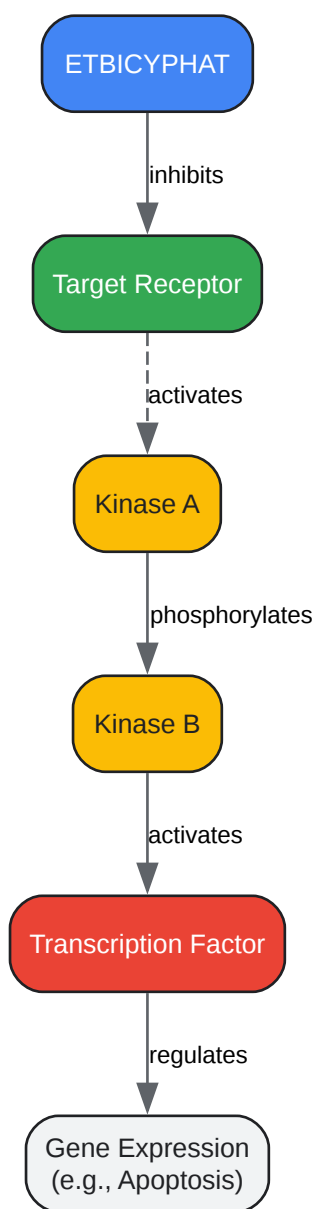 ETBICYPHAT
inhibits
Target Receptor
activates
Kinase A
phosphorylates
Kinase B
activates
Transcription Factor
regulates
Gene Expression
(e.g., Apoptosis)